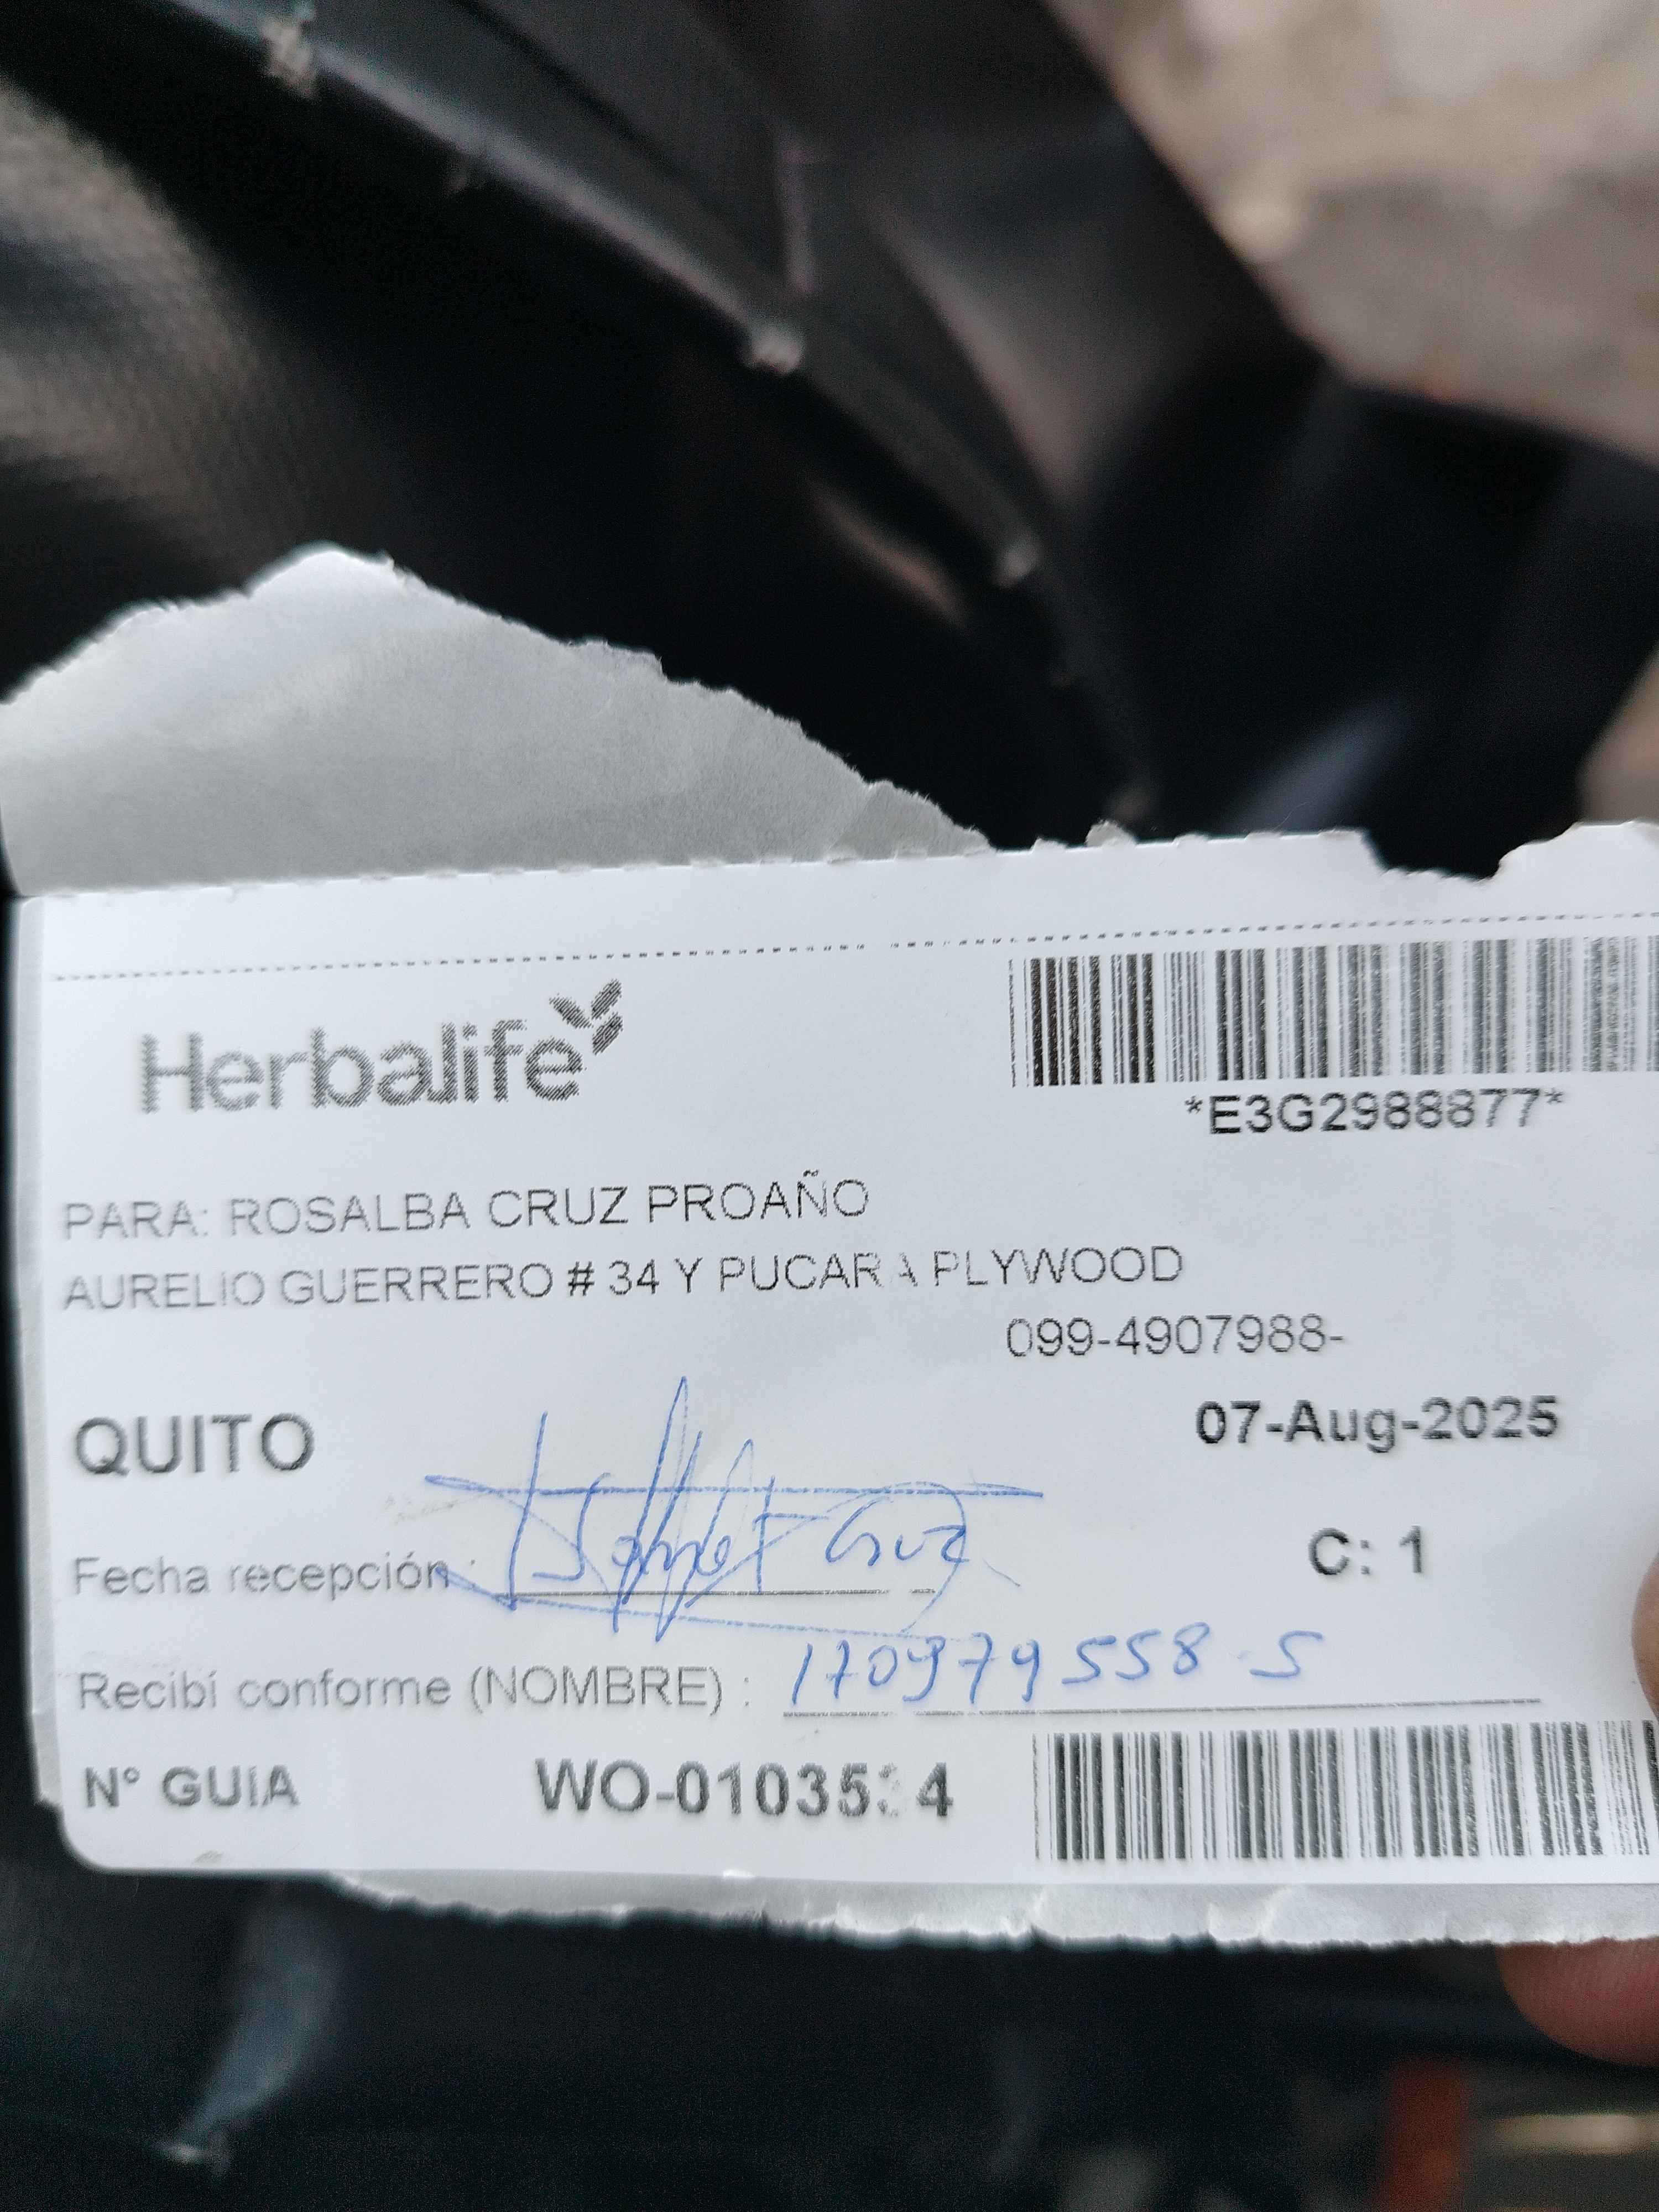 Herbalife
*E3G2988877*
PARA: ROSALBA CRUZ PROAÑO
AURELIO GUERRERO # 34 Y PUCARA PLYWOOD
099-4907988-
QUITO
07-Aug-2025
Cruz
Fecha recepción :
C: 1
Recibí conforme (NOMBRE) : 170979558-5
N° GUIA